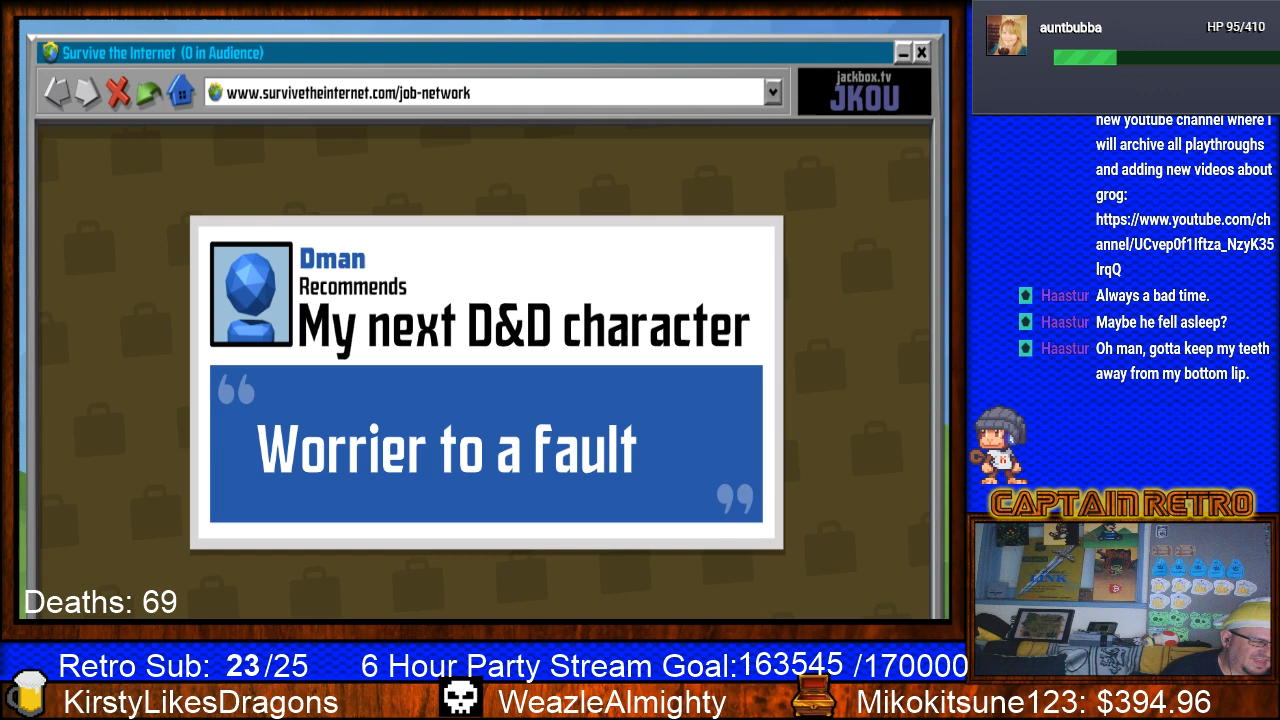 Survive the Internet (0 in Audience)
www.survivetheinternet.com/job-network
jackbox.tv
JKOU
Dman
Recommends
My next D&D character
“
Worrier to a fault
”
Deaths: 69
auntbubba
HP 95/410
new youtube channel where I
will archive all playthroughs
and adding new videos about
grog:
https://www.youtube.com/ch
annel/UCvep0f1Iftza_NzyK35
lrqQ
Haastur Always a bad time.
Haastur Maybe he fell asleep?
Haastur Oh man, gotta keep my teeth
away from my bottom lip.
CAPTAIN RETRO
LINK
Retro Sub: 23/25
6 Hour Party Stream Goal:163545 /170000
KirstyLikesDragons
WeazleAlmighty
Mikokitsune123: $394.96